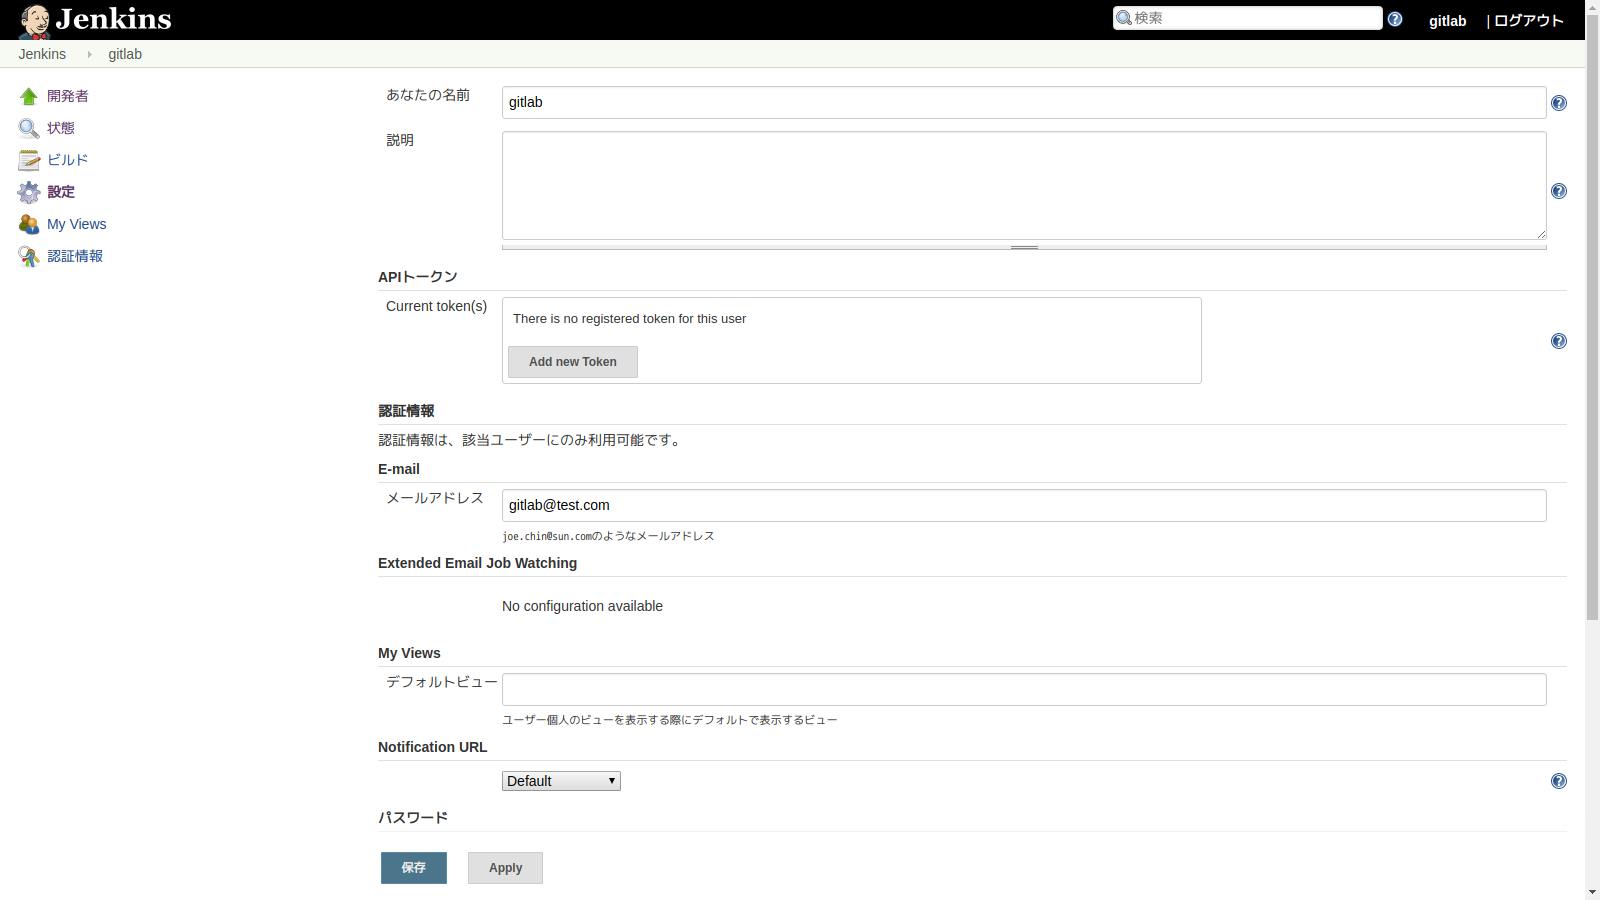 Jenkins
検索
gitlab
| ログアウト
Jenkins
gitlab
開発者
状態
ビルド
設定
My Views
認証情報
あなたの名前
gitlab
説明
APIトークン
Current token(s)
There is no registered token for this user
Add new Token
認証情報
認証情報は、該当ユーザーにのみ利用可能です。
E-mail
メールアドレス
gitlab@test.com
joe.chin@sun.comのようなメールアドレス
Extended Email Job Watching
No configuration available
My Views
デフォルトビュー
ユーザー個人のビューを表示する際にデフォルトで表示するビュー
Notification URL
Default
パスワード
保存
Apply